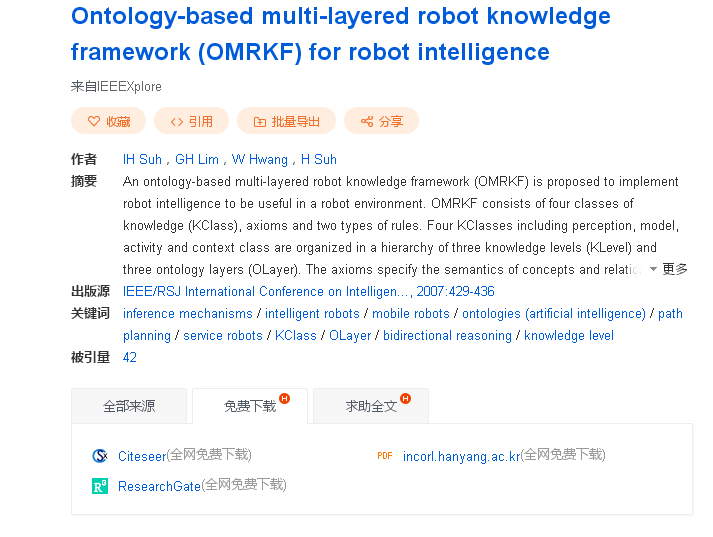 Ontology-based multi-layered robot knowledge
framework (OMRKF) for robot intelligence
来自IEEEXplore
收藏 <> 引用 批量导出 分享
作者 IH Suh，GH Lim，W Hwang，H Suh
摘要 An ontology-based multi-layered robot knowledge framework (OMRKF) is proposed to implement
robot intelligence to be useful in a robot environment. OMRKF consists of four classes of
knowledge (KClass), axioms and two types of rules. Four KClasses including perception, model,
activity and context class are organized in a hierarchy of three knowledge levels (KLevel) and
three ontology layers (OLayer). The axioms specify the semantics of concepts and relatic 更多
出版源 IEEE/RSJ International Conference on Intelligen...，2007:429-436
关键词 inference mechanisms / intelligent robots / mobile robots / ontologies (artificial intelligence) / path
planning / service robots / KClass / OLayer / bidirectional reasoning / knowledge level
被引量 42
全部来源 免费下载 H 求助全文 H
Citeseer(全网免费下载) PDF incorl.hanyang.ac.kr(全网免费下载)
ResearchGate(全网免费下载)